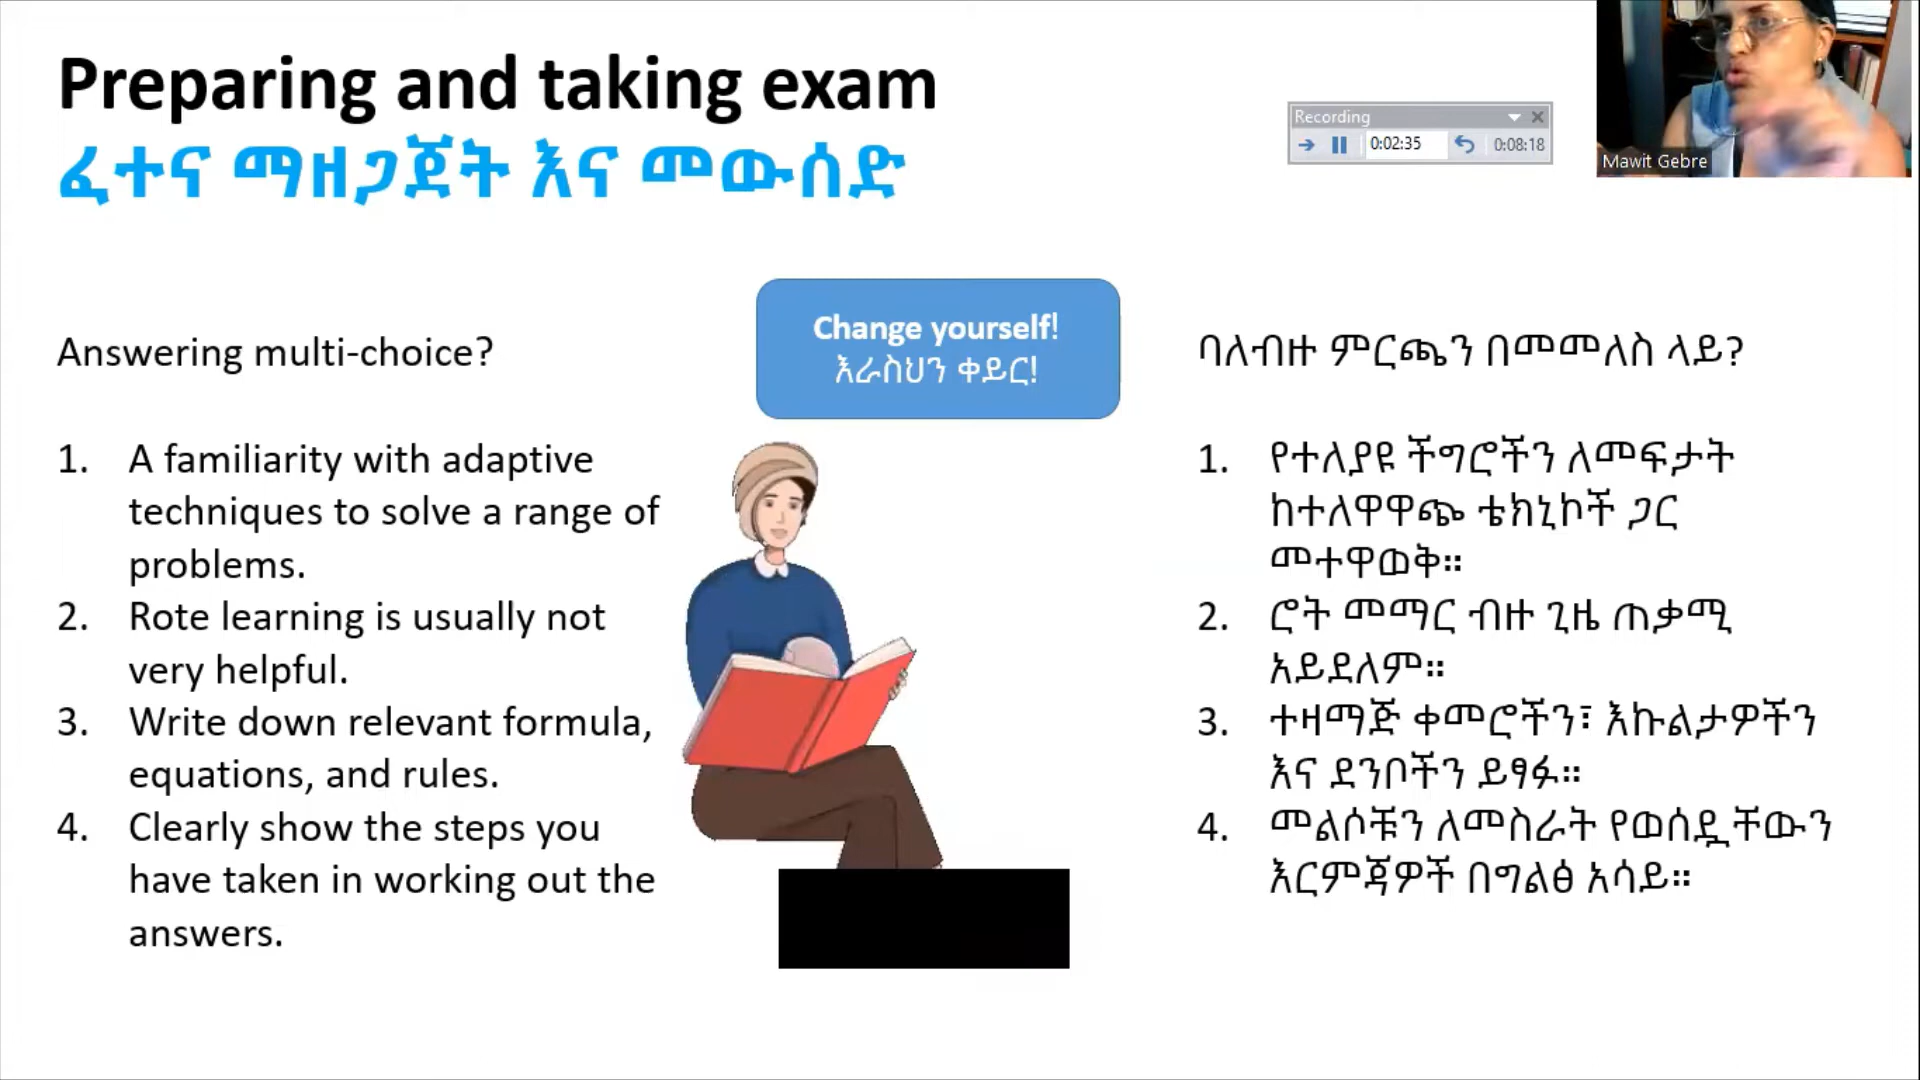 Preparing and taking exam
ፈተና ማዘጋጀት እና መውሰድ
Recording
0:02:35
0:08:18
Mawit Gebre
Change yourself!
እራስህን ቀይር!
Answering multi-choice?
1. A familiarity with adaptive
techniques to solve a range of
problems.
2. Rote learning is usually not
very helpful.
3. Write down relevant formula,
equations, and rules.
4. Clearly show the steps you
have taken in working out the
answers.
ባለብዙ ምርጫን በመመለስ ላይ?
1. የተለያዩ ችግሮችን ለመፍታት
ከተለዋዋጭ ቴክኒኮች ጋር
መተዋወቅ።
2. ሮት መማር ብዙ ጊዜ ጠቃሚ
አይደለም።
3. ተዛማጅ ቀመሮችን፣ እኩልታዎችን
እና ደንቦችን ይፃፉ።
4. መልሶቹን ለመስራት የወሰዷቸውን
እርምጃዎች በግልፅ አሳይ።